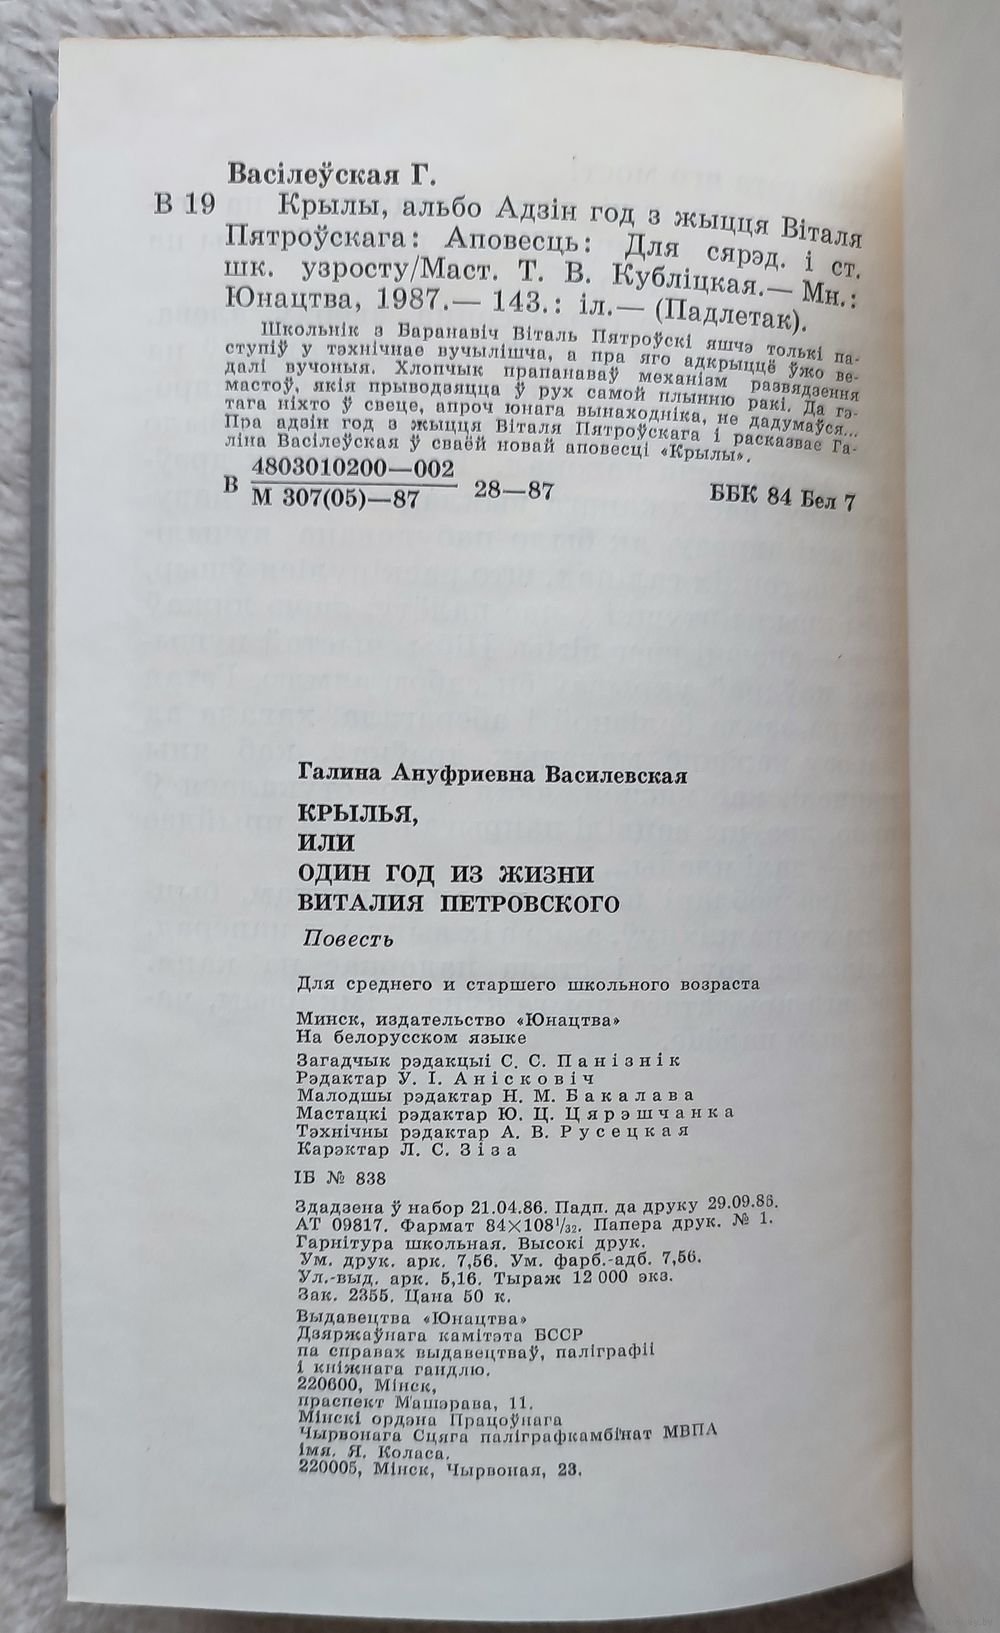 Васілеўская Г.
В 19 Крылы, альбо Адзін год з жыцця Віталя
Пятроўскага: Аповесць: Для сярэд. і ст.
шк. узросту/Маст. Т. В. Кубліцкая.— Мн.:
Юнацтва, 1987.— 143.: іл.— (Падлетак).
Школьнік з Баранавіч Віталь Пятроўскі яшчэ толькі па-
ступіў у тэхнічнае вучылішча, а пра яго адкрыццё ўжо ве-
далі вучоныя. Хлопчык прапанаваў механізм развядзення
мастоў, якія прыводзяцца ў рух самой плынню ракі. Да гэ-
тага ніхто ў свеце, апроч юнага вынаходніка, не дадумаўся...
Пра адзін год з жыцця Віталя Пятроўскага і расказвае Га-
ліна Васілеўская ў сваёй новай аповесці «Крылы».
В 4803010200—002
М 307(05)—87 28—87 ББК 84 Бел 7
Галина Ануфриевна Василевская
КРЫЛЬЯ,
ИЛИ
ОДИН ГОД ИЗ ЖИЗНИ
ВИТАЛИЯ ПЕТРОВСКОГО
Повесть
Для среднего и старшего школьного возраста
Минск, издательство «Юнацтва»
На белорусском языке
Загадчык рэдакцыі С. С. Панізнік
Рэдактар У. І. Анісковіч
Малодшы рэдактар Н. М. Бакалава
Мастацкі рэдактар Ю. Ц. Цярэшчанка
Тэхнічны рэдактар А. В. Русецкая
Карэктар Л. С. Зіза
ІБ № 838
Здадзена ў набор 21.04.86. Падп. да друку 29.09.86.
АТ 09817. Фармат 84×108¹/₃₂. Папера друк. № 1.
Гарнітура школьная. Высокі друк.
Ум. друк. арк. 7,56. Ум. фарб.-адб. 7,56.
Ул.-выд. арк. 5,16. Тыраж 12 000 экз.
Зак. 2355. Цана 50 к.
Выдавецтва «Юнацтва»
Дзяржаўнага камітэта БССР
па справах выдавецтваў, паліграфіі
і кніжнага гандлю.
220600, Мінск,
праспект Машэрава, 11.
Мінскі ордэна Працоўнага
Чырвонага Сцяга паліграфкамбінат МВПА
імя. Я. Коласа.
220005, Мінск, Чырвоная, 23.